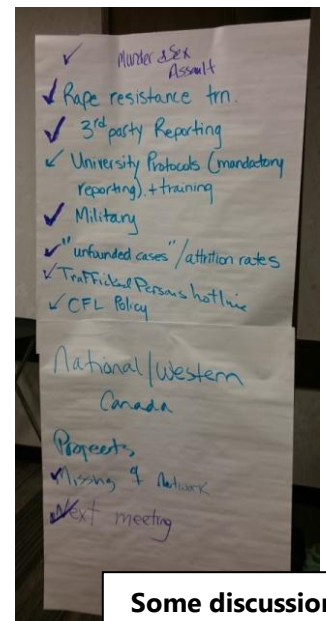 ✓ Murder & Sex
Assault
✓ Rape resistance trn.
✓ 3rd party Reporting
✓ University Protocols (mandatory
reporting). + training
✓ Military
✓ "unfounded cases" / attrition rates
✓ Trafficked Persons hotline
✓ CFL Policy
National/Western
Canada
Projects
✓ Missing Network
✓ Next meeting
Some discussion